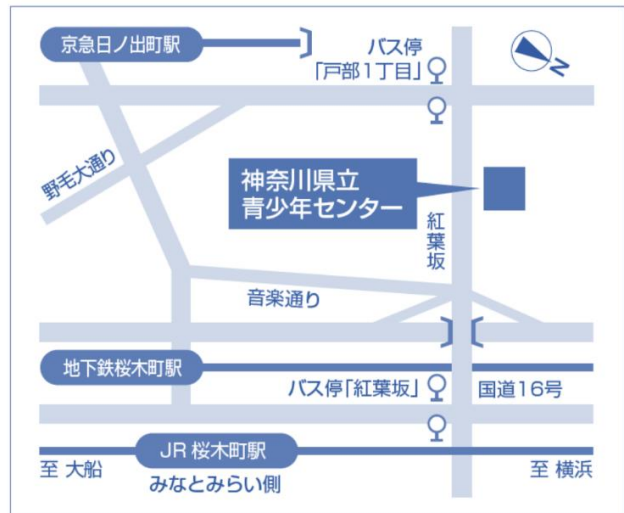 京急日ノ出町駅
バス停
「戸部1丁目」
N
野毛大通り
神奈川県立
青少年センター
紅葉坂
音楽通り
地下鉄桜木町駅
バス停「紅葉坂」
国道16号
JR 桜木町駅
至 大船
みなとみらい側
至 横浜